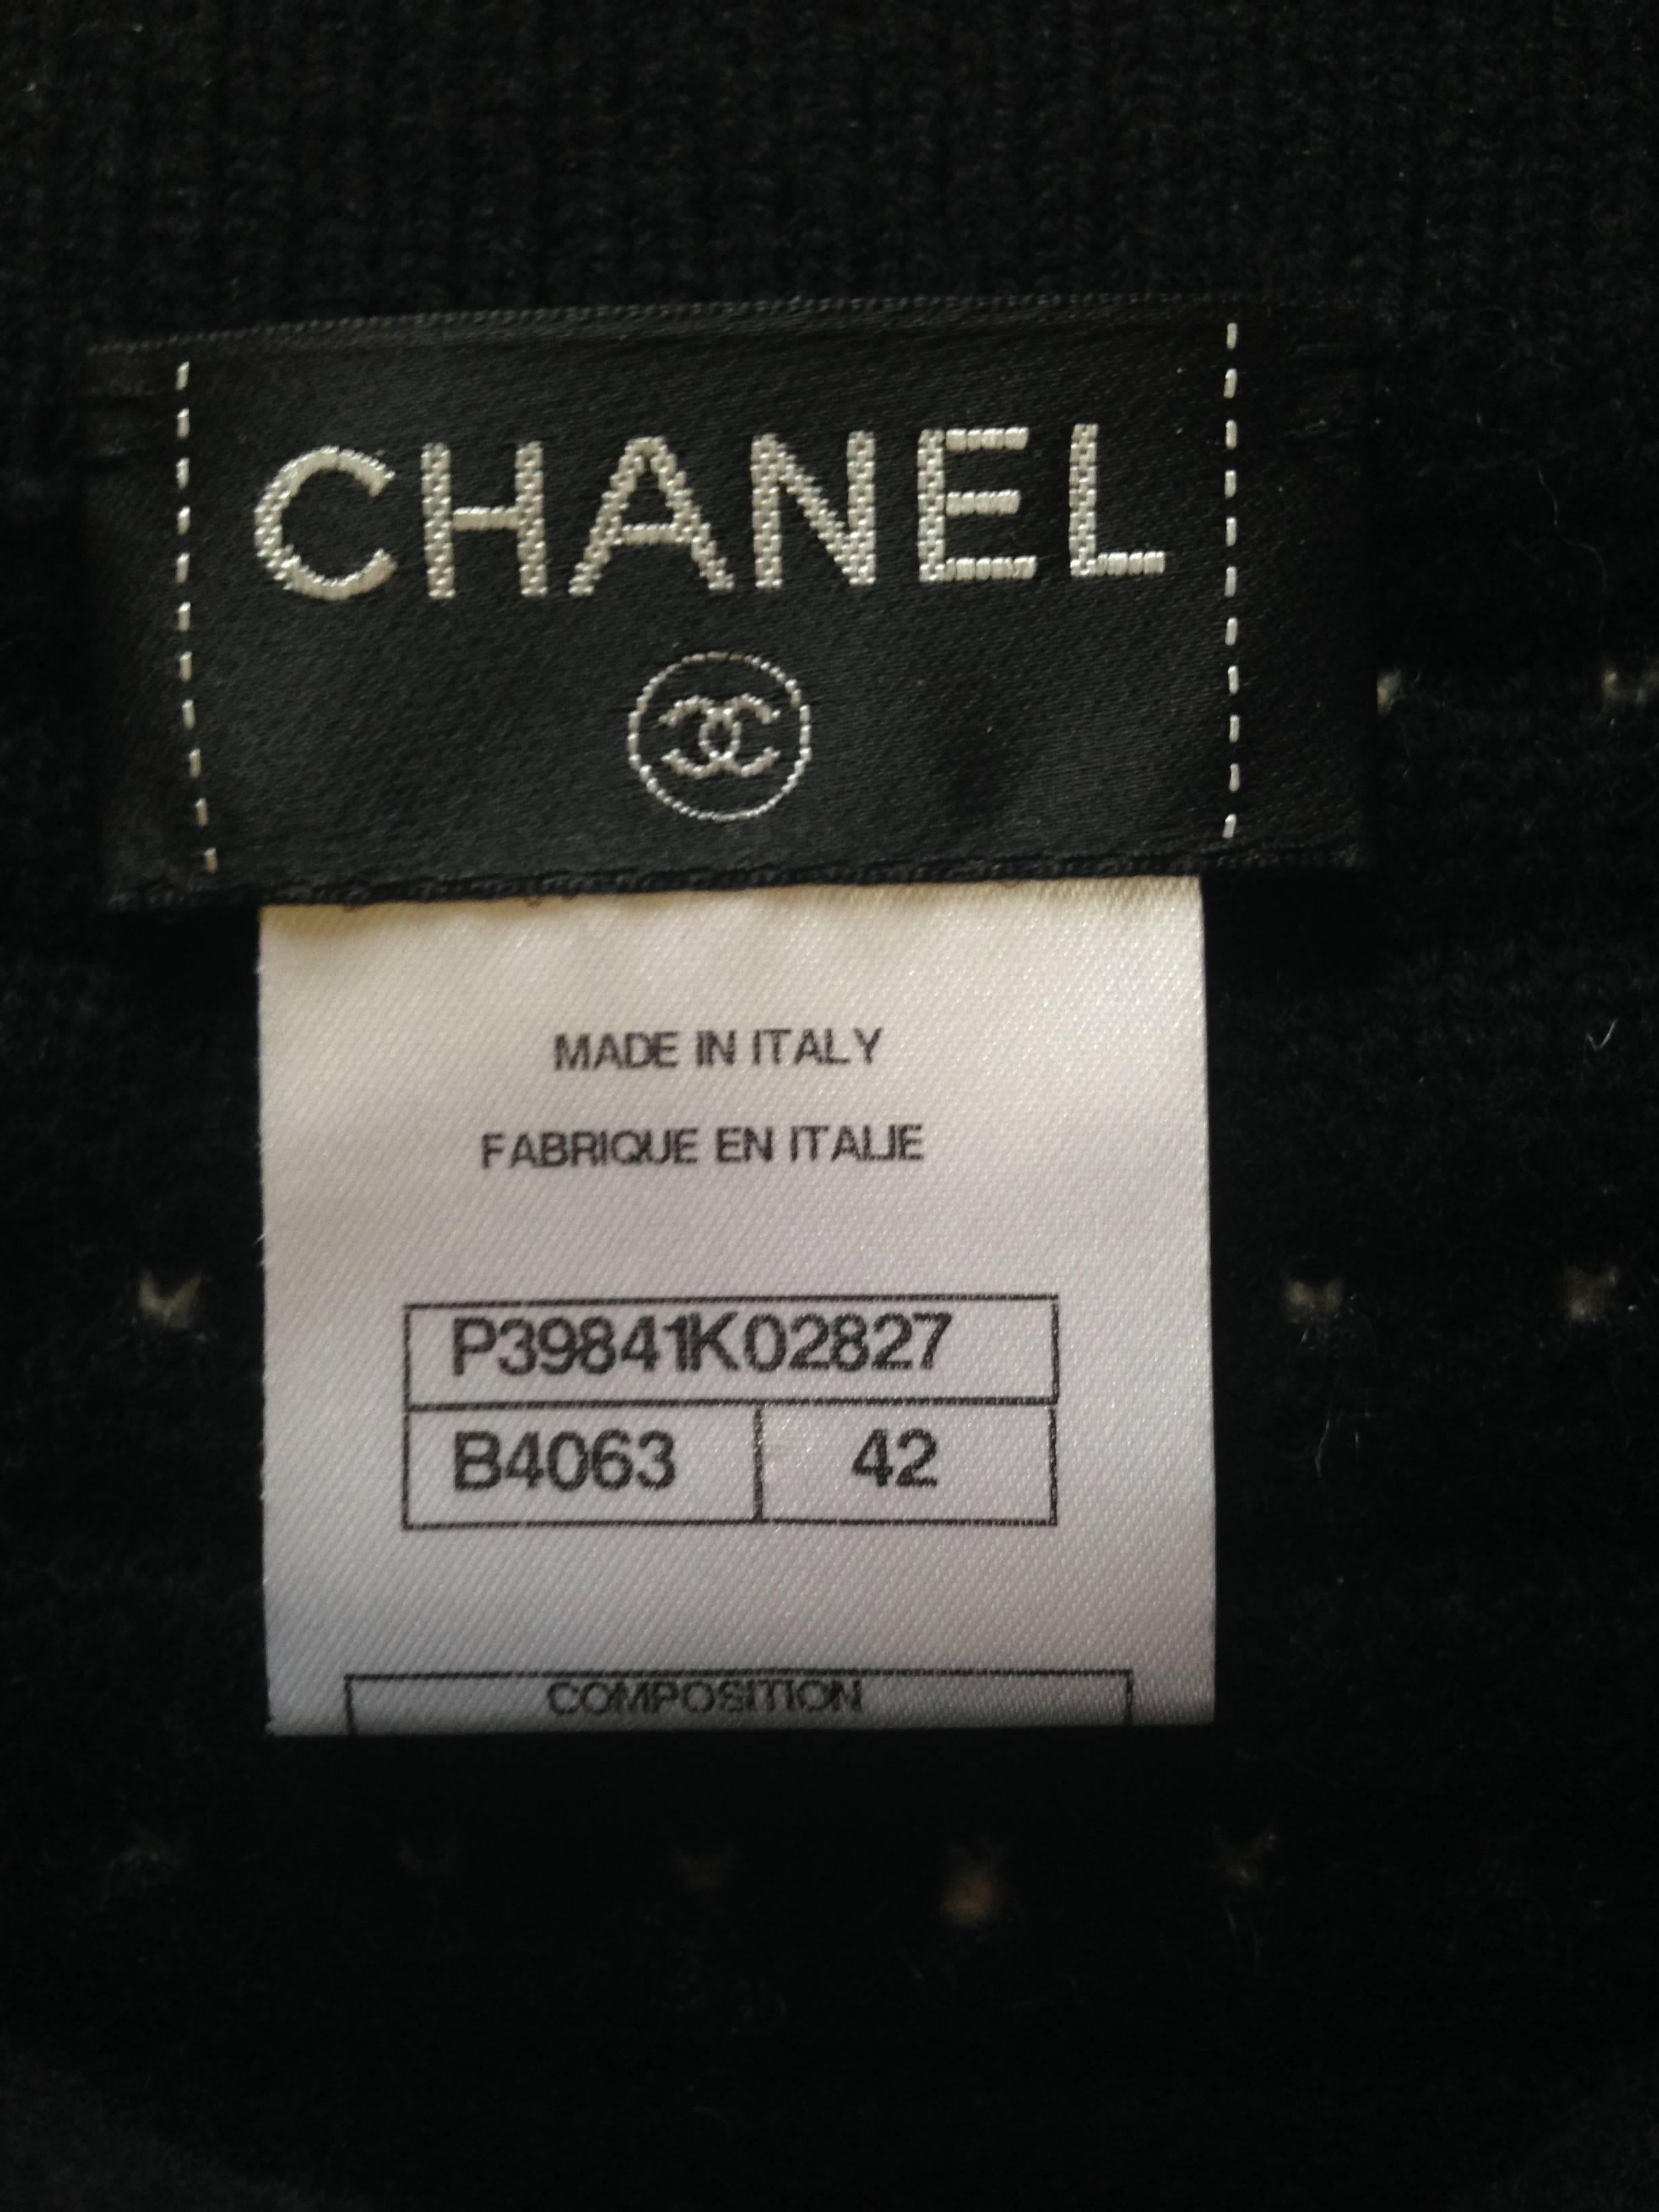 CHANEL
MADE IN ITALY
FABRIQUE EN ITALIE
P39841K02827
B4063 42
COMPOSITION